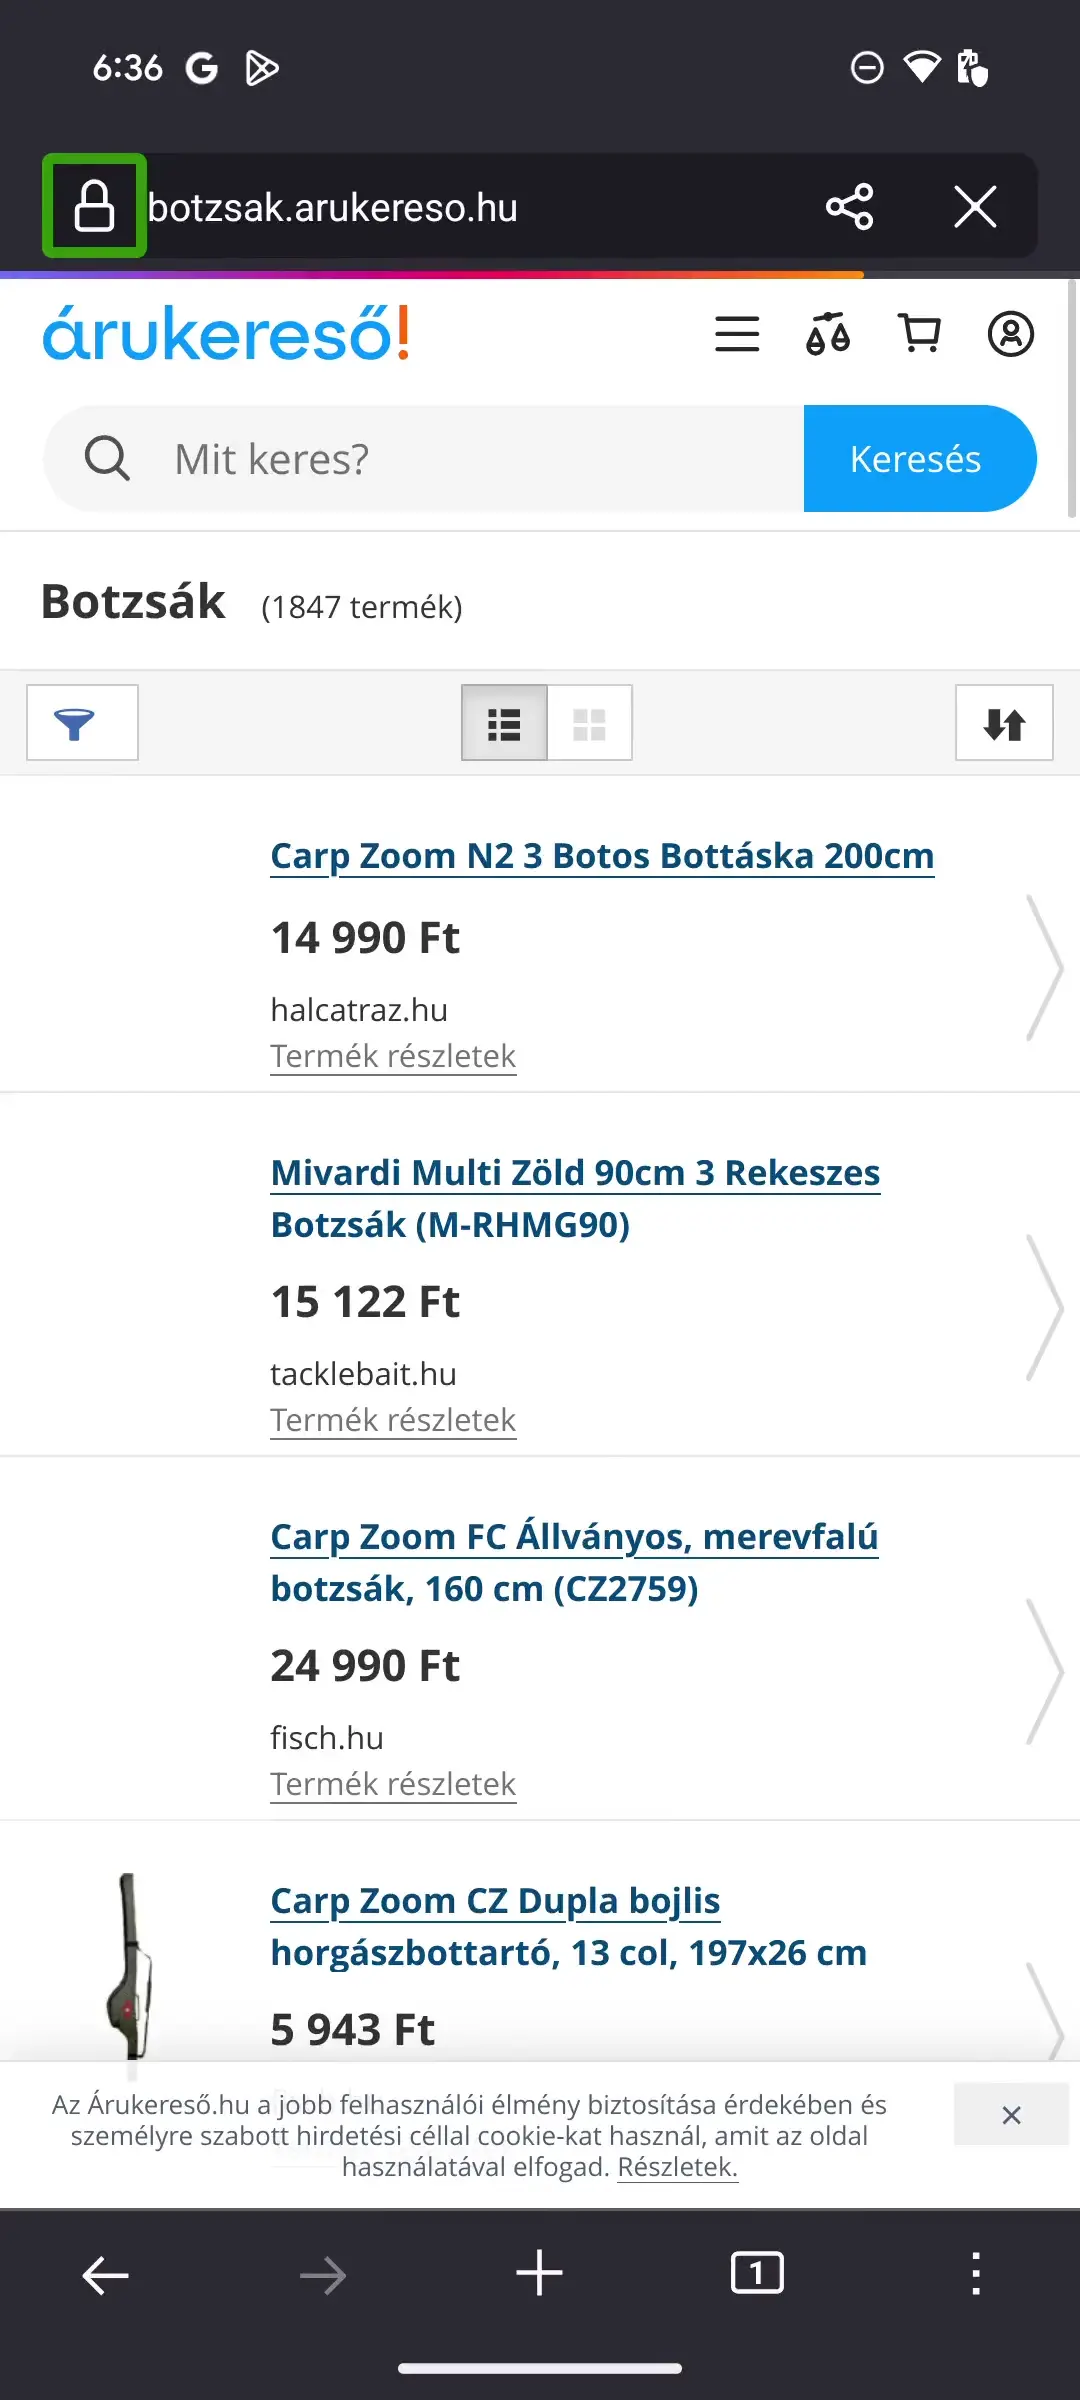 6:36
botzsak.arukereso.hu
árukereső!
Mit keres?
Keresés
Botzsák (1847 termék)
Carp Zoom N2 3 Botos Bottáska 200cm
14 990 Ft
halcatraz.hu
Termék részletek
Mivardi Multi Zöld 90cm 3 Rekeszes
Botzsák (M-RHMG90)
15 122 Ft
tacklebait.hu
Termék részletek
Carp Zoom FC Állványos, merevfalú
botzsák, 160 cm (CZ2759)
24 990 Ft
fisch.hu
Termék részletek
Carp Zoom CZ Dupla bojlis
horgászbottartó, 13 col, 197x26 cm
5 943 Ft
Az Árukereső.hu a jobb felhasználói élmény biztosítása érdekében és
személyre szabott hirdetési céllal cookie-kat használ, amit az oldal
használatával elfogad. Részletek.
1